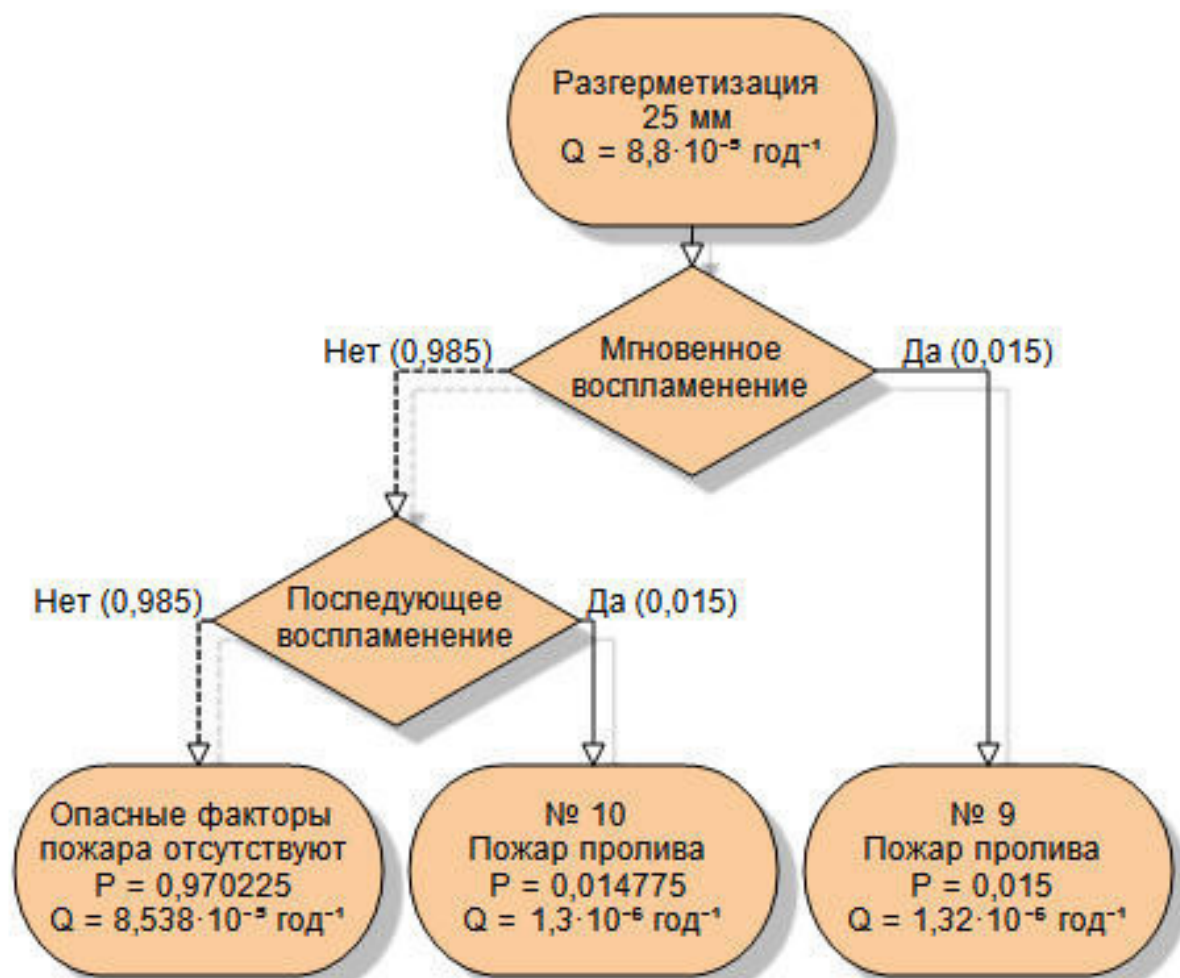 Разгерметизация
25 мм
Q = 8,8·10⁻⁵ год⁻¹
Нет (0,985)
Мгновенное
воспламенение
Да (0,015)
Нет (0,985)
Последующее
воспламенение
Да (0,015)
Опасные факторы
пожара отсутствуют
P = 0,970225
Q = 8,538·10⁻⁵ год⁻¹
№ 10
Пожар пролива
P = 0,014775
Q = 1,3·10⁻⁶ год⁻¹
№ 9
Пожар пролива
P = 0,015
Q = 1,32·10⁻⁶ год⁻¹